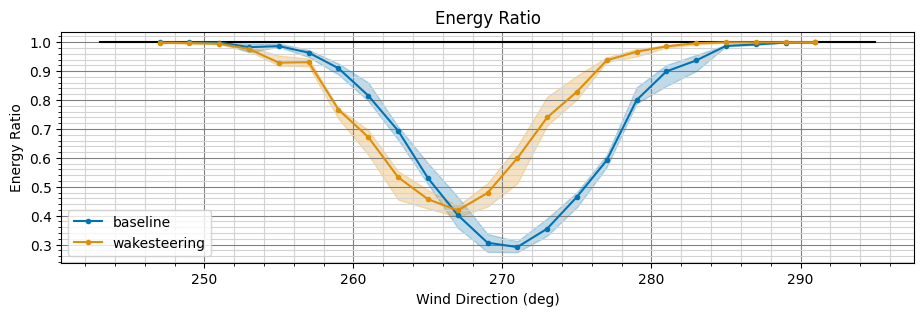 Energy Ratio
Energy Ratio
1.0
0.9
0.8
0.7
0.6
0.5
0.4
0.3
baseline
wakesteering
250 260 270 280 290
Wind Direction (deg)